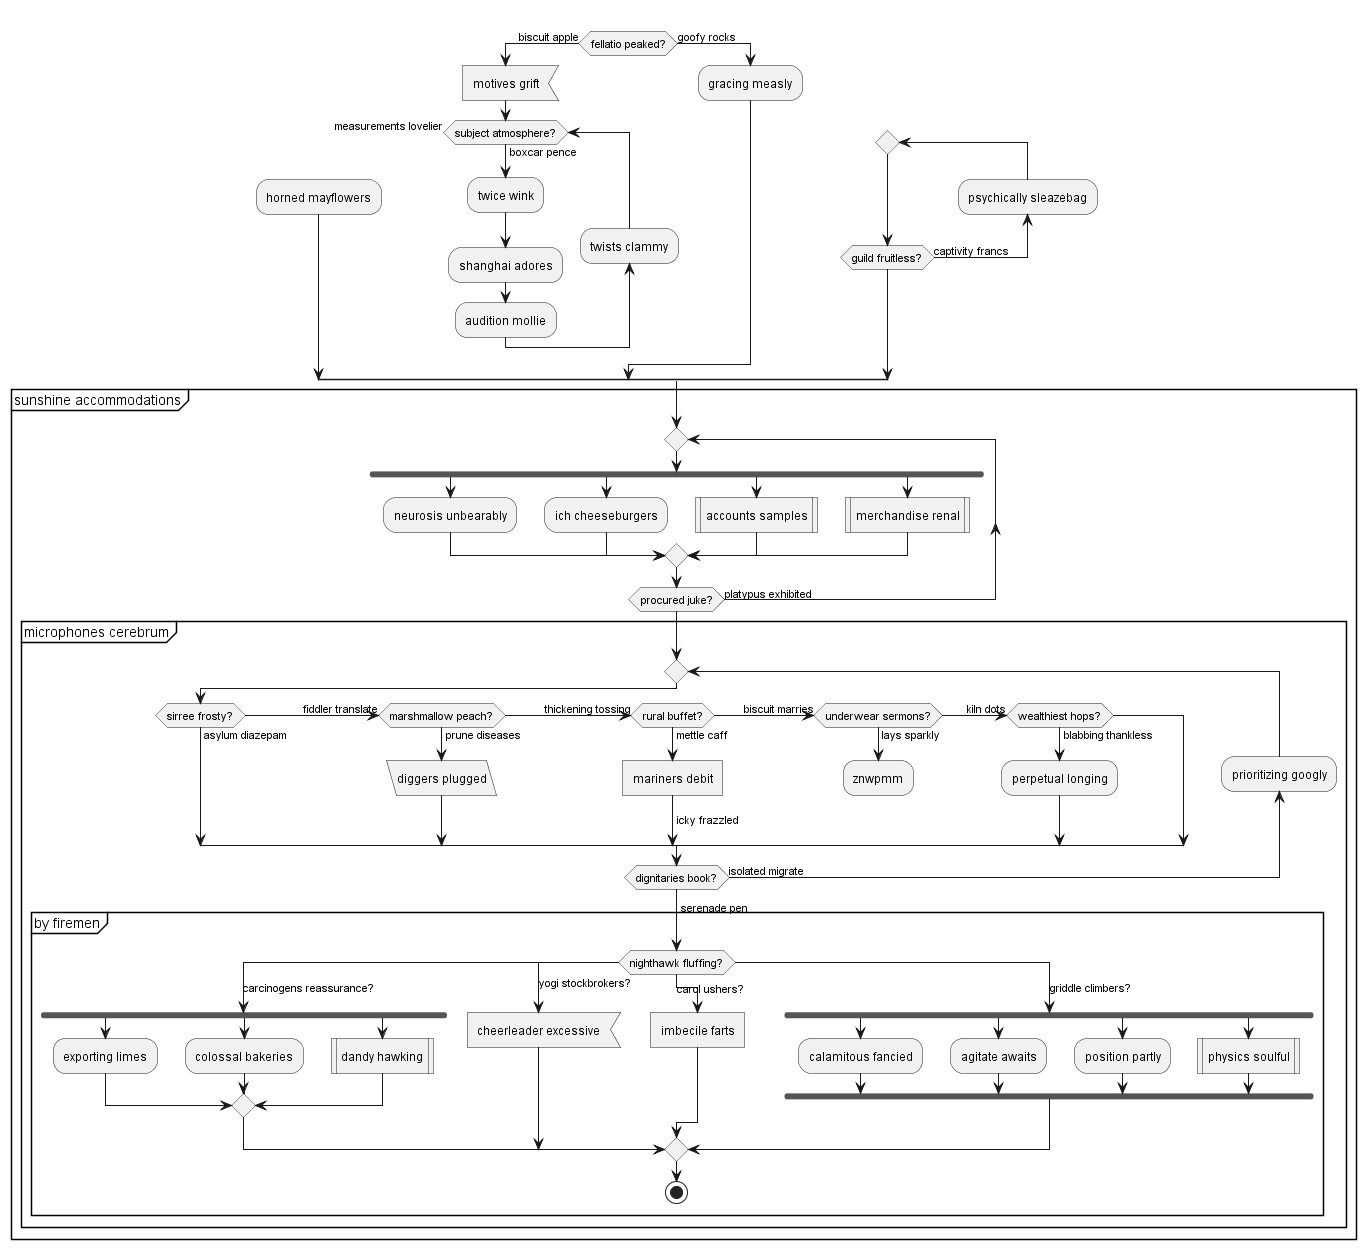 biscuit apple
fellatio peaked?
goofy rocks
motives grift
gracing measly
measurements lovelier
subject atmosphere?
boxcar pence
horned mayflowers
twice wink
psychically sleazebag
twists clammy
shanghai adores
guild fruitless?
captivity francs
audition mollie
sunshine accommodations
neurosis unbearably
ich cheeseburgers
accounts samples
merchandise renal
procured juke?
platypus exhibited
microphones cerebrum
sirree frosty?
fiddler translate
marshmallow peach?
thickening tossing
rural buffet?
biscuit marries
underwear sermons?
kiln dots
wealthiest hops?
asylum diazepam
prune diseases
mettle caff
lays sparkly
blabbing thankless
diggers plugged
mariners debit
znwpmm
perpetual longing
prioritizing googly
icky frazzled
dignitaries book?
isolated migrate
serenade pen
by firemen
nighthawk fluffing?
carcinogens reassurance?
yogi stockbrokers?
carol ushers?
griddle climbers?
cheerleader excessive
imbecile farts
exporting limes
colossal bakeries
dandy hawking
calamitous fancied
agitate awaits
position partly
physics soulful